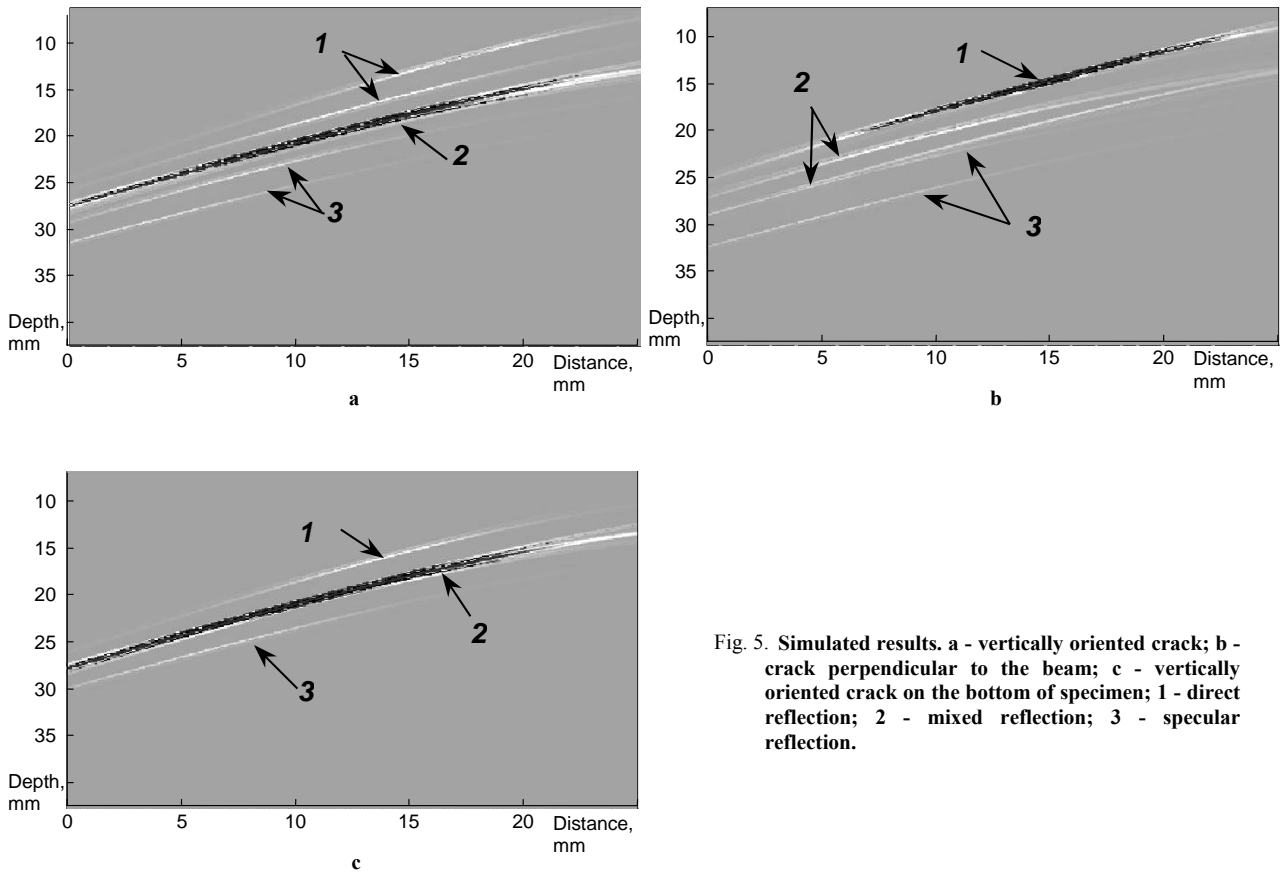 10
15
20
25
30
35
Depth,
mm
0 5 10 15 20 Distance,
mm
1
2
3
a
10
15
20
25
30
35
Depth,
mm
0 5 10 15 20 Distance,
mm
1
2
3
b
10
15
20
25
30
35
Depth,
mm
0 5 10 15 20 Distance,
mm
1
2
3
c
Fig. 5. Simulated results. a - vertically oriented crack; b -
crack perpendicular to the beam; c - vertically
oriented crack on the bottom of specimen; 1 - direct
reflection; 2 - mixed reflection; 3 - specular
reflection.